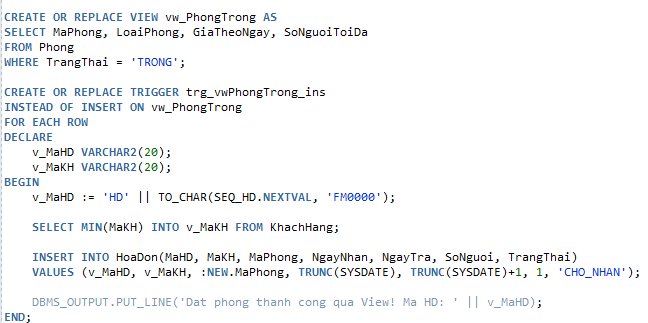 CREATE OR REPLACE VIEW vw_PhongTrong AS
SELECT MaPhong, LoaiPhong, GiaTheoNgay, SoNguoiToiDa
FROM Phong
WHERE TrangThai = 'TRONG';
CREATE OR REPLACE TRIGGER trg_vwPhongTrong_ins
INSTEAD OF INSERT ON vw_PhongTrong
FOR EACH ROW
DECLARE
    v_MaHD VARCHAR2(20);
    v_MaKH VARCHAR2(20);
BEGIN
    v_MaHD := 'HD' || TO_CHAR(SEQ_HD.NEXTVAL, 'FM0000');
    SELECT MIN(MaKH) INTO v_MaKH FROM KhachHang;
    INSERT INTO HoaDon(MaHD, MaKH, MaPhong, NgayNhan, NgayTra, SoNguoi, TrangThai)
    VALUES (v_MaHD, v_MaKH, :NEW.MaPhong, TRUNC(SYSDATE), TRUNC(SYSDATE)+1, 1, 'CHO_NHAN');
    DBMS_OUTPUT.PUT_LINE('Dat phong thanh cong qua View! Ma HD: ' || v_MaHD);
END;